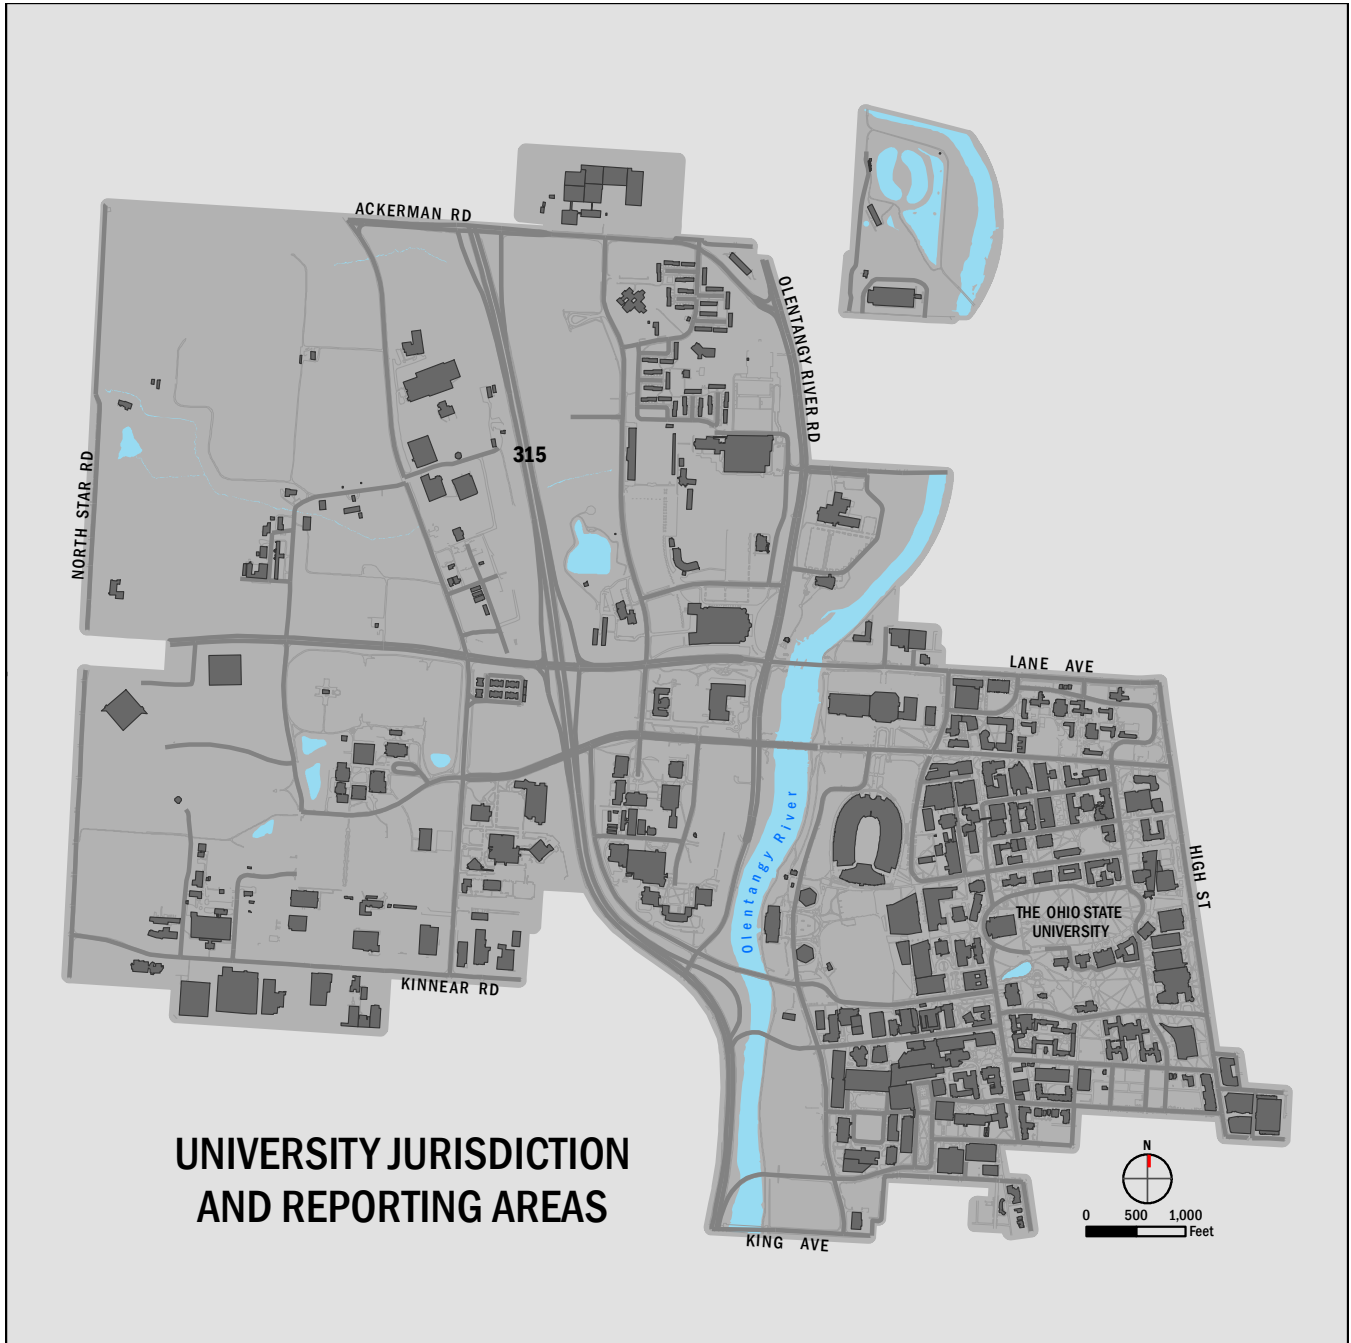 ACKERMAN RD
OLENTANGY RIVER RD
315
NORTH STAR RD
LANE AVE
Olentangy River
HIGH ST
THE OHIO STATE
UNIVERSITY
KINNEAR RD
UNIVERSITY JURISDICTION
AND REPORTING AREAS
N
0 500 1,000
Feet
KING AVE